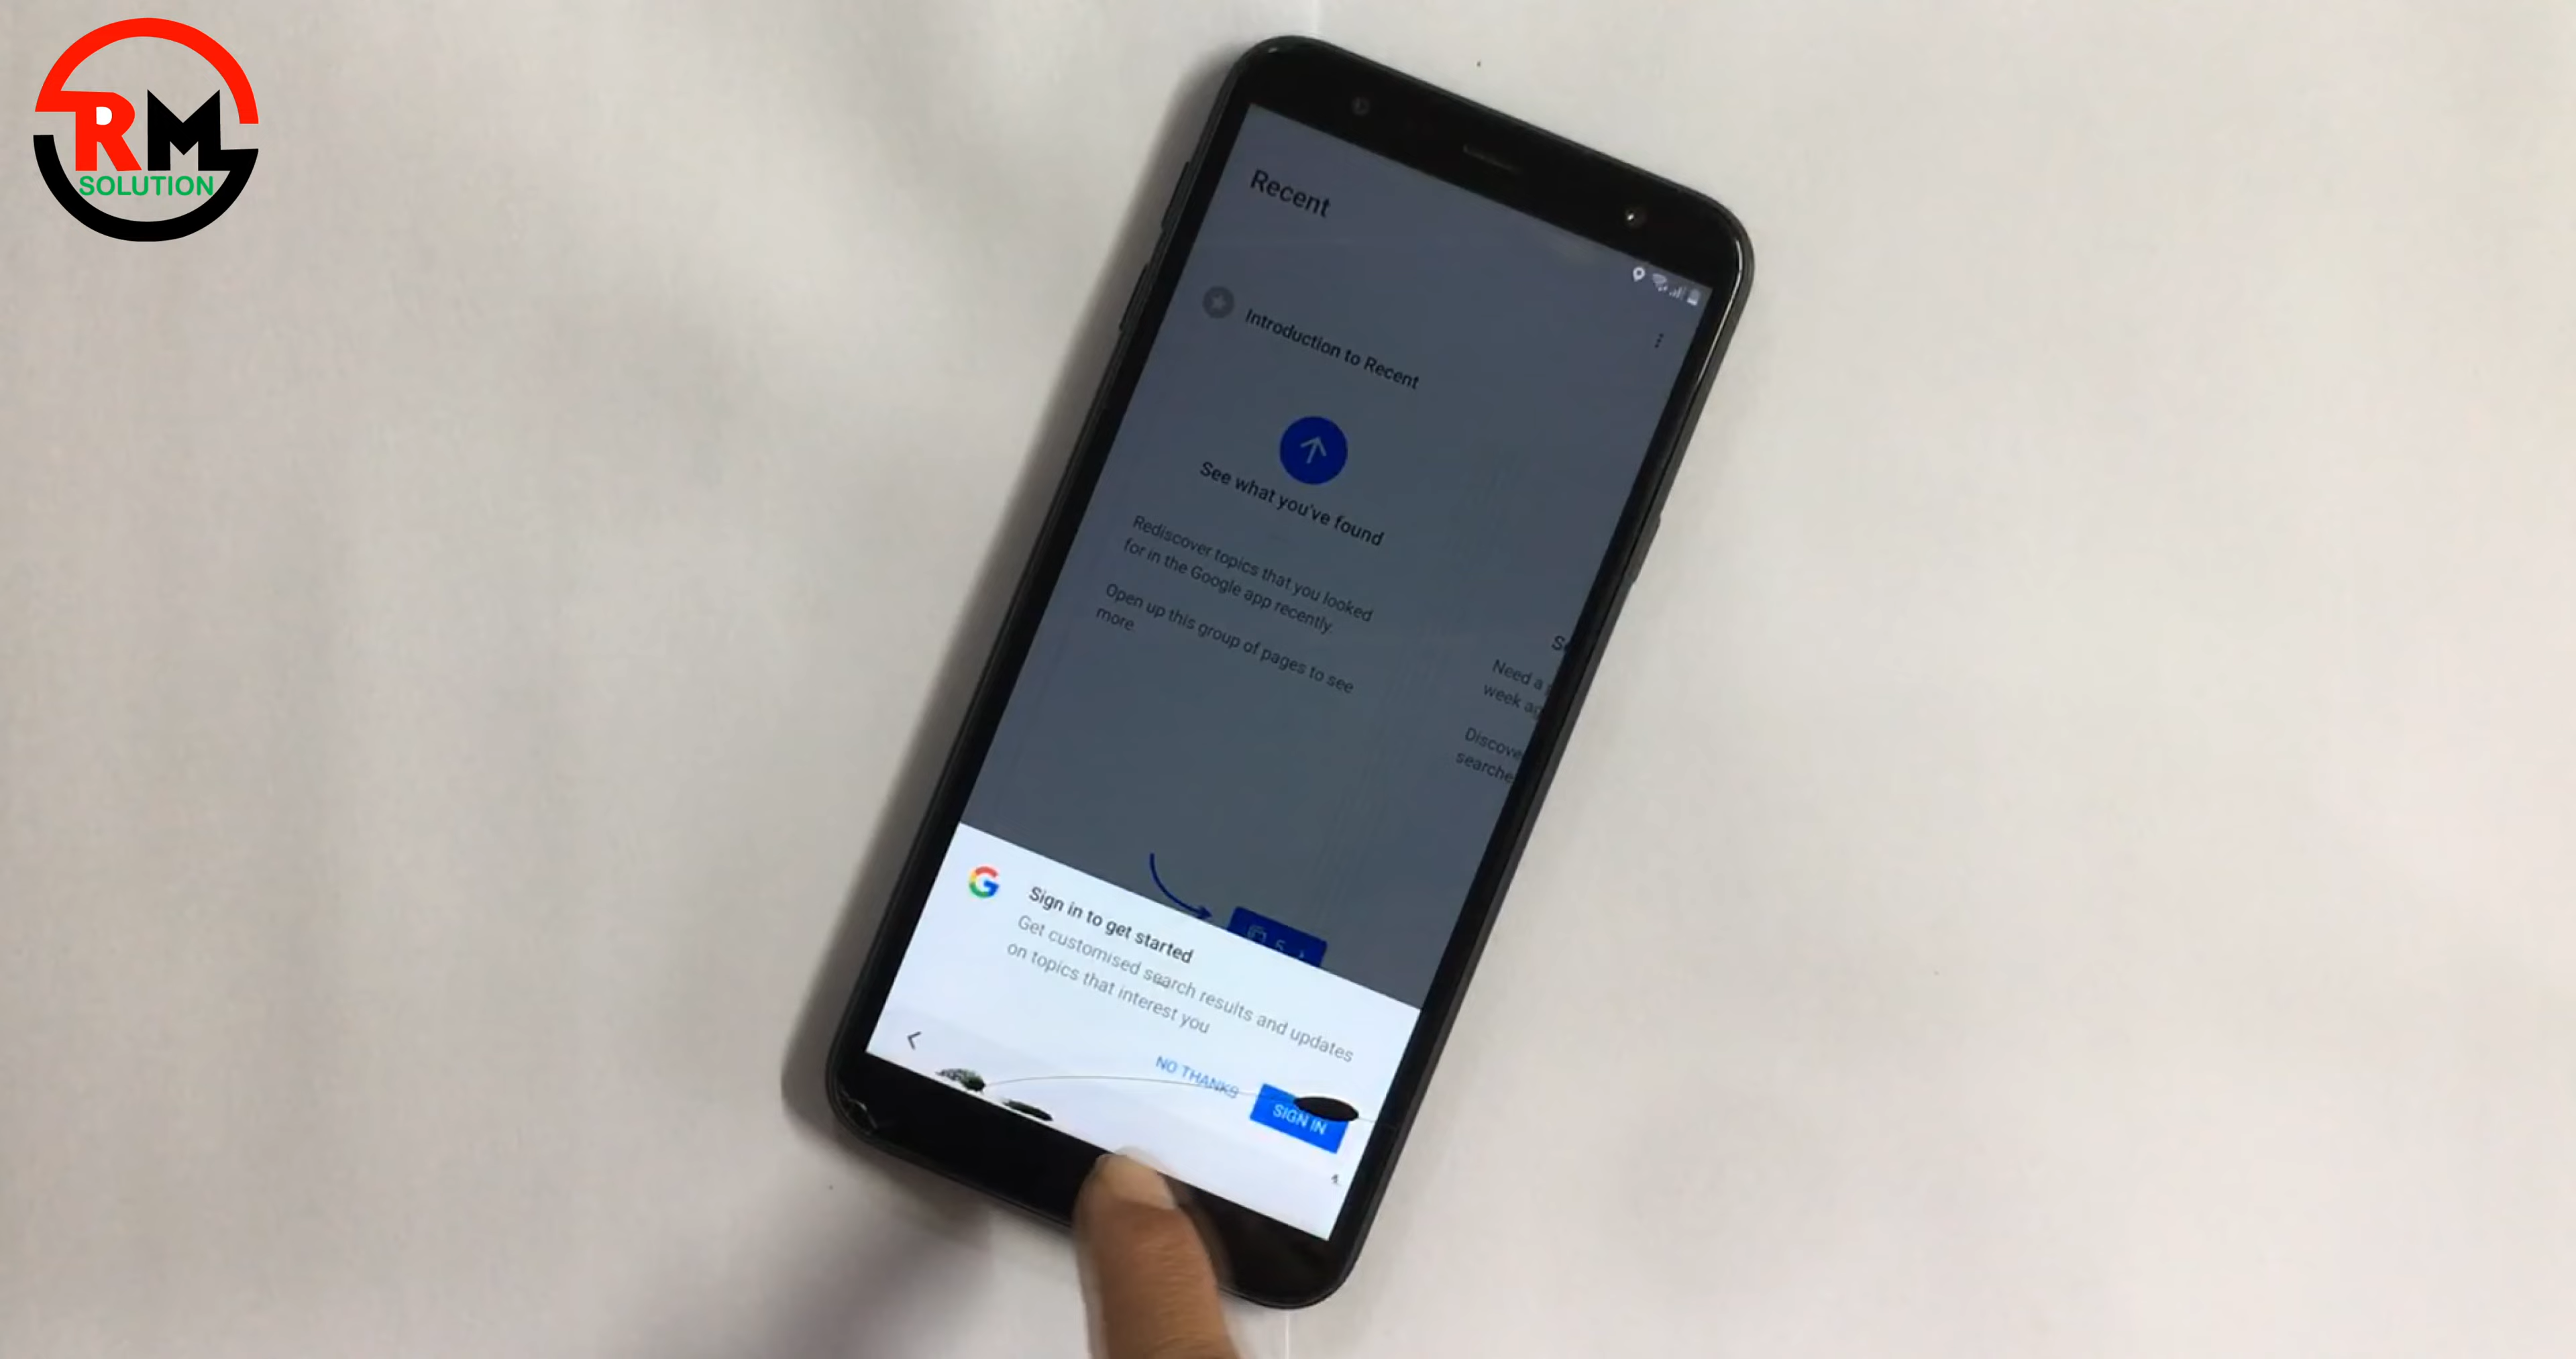 RM
SOLUTION
Recent
Introduction to Recent
See what you've found
Rediscover topics that you looked
for in the Google app recently.
Open up this group of pages to see
more
Need a
week
Discove
searche
5
Sign in to get started
Get customised search results and updates
on topics that interest you
NO THANKS
SIGN IN